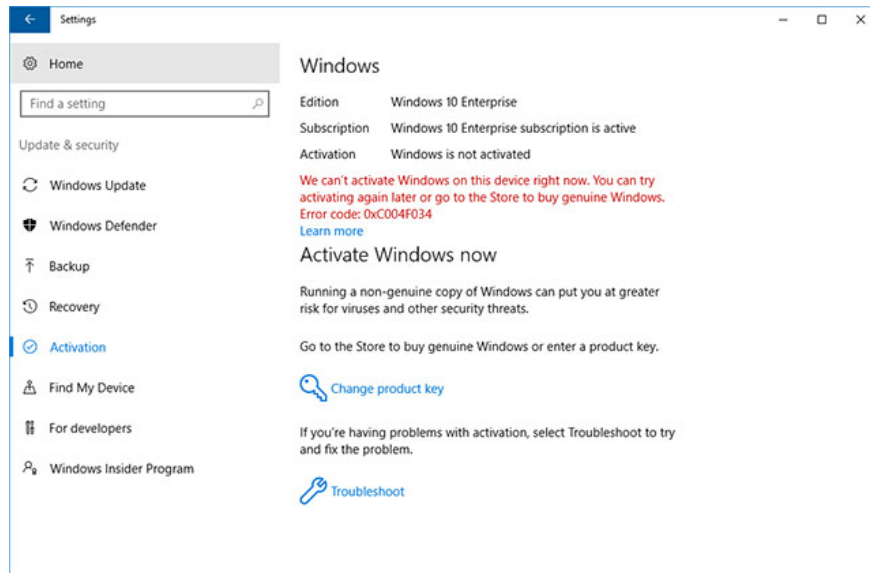 Settings
Home
Find a setting
Update & security
Windows Update
Windows Defender
Backup
Recovery
Activation
Find My Device
For developers
Windows Insider Program
Windows
Edition Windows 10 Enterprise
Subscription Windows 10 Enterprise subscription is active
Activation Windows is not activated
We can't activate Windows on this device right now. You can try
activating again later or go to the Store to buy genuine Windows.
Error code: 0xC004F034
Learn more
Activate Windows now
Running a non-genuine copy of Windows can put you at greater
risk for viruses and other security threats.
Go to the Store to buy genuine Windows or enter a product key.
Change product key
If you're having problems with activation, select Troubleshoot to try
and fix the problem.
Troubleshoot